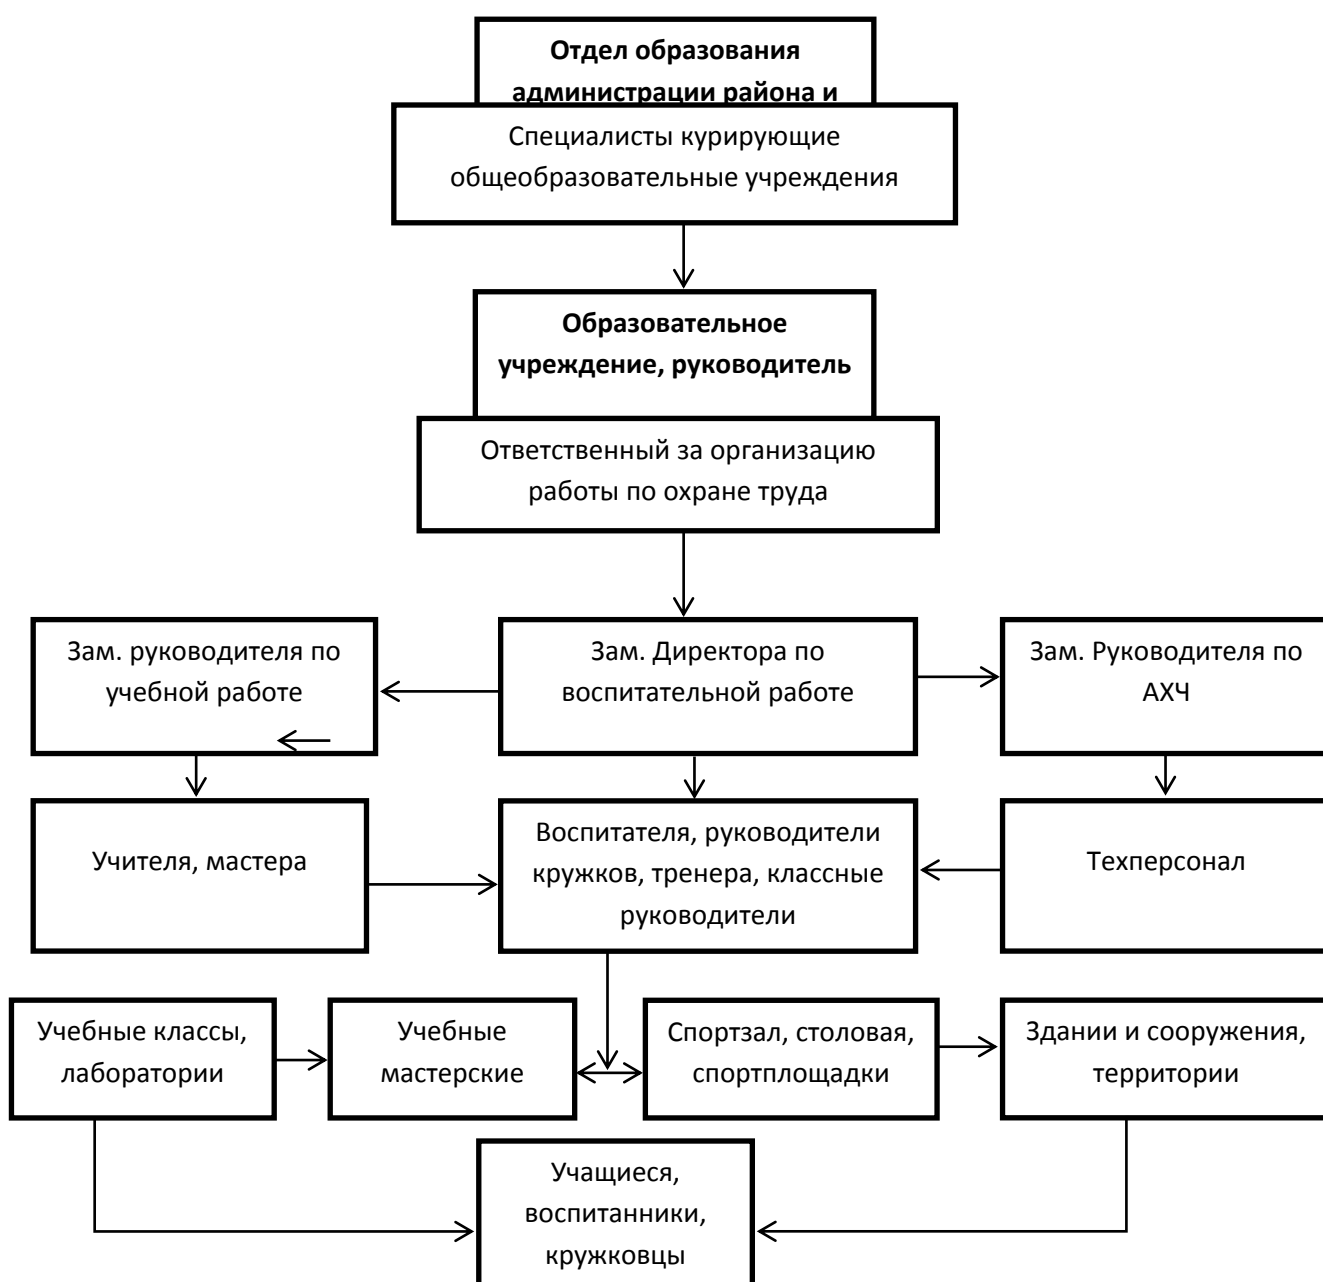 Отдел образования
администрации района и
Специалисты курирующие
общеобразовательные учреждения
Образовательное
учреждение, руководитель
Ответственный за организацию
работы по охране труда
Зам. руководителя по
учебной работе
Зам. Директора по
воспитательной работе
Зам. Руководителя по
АХЧ
Учителя, мастера
Воспитателя, руководители
кружков, тренера, классные
руководители
Техперсонал
Учебные классы,
лаборатории
Учебные
мастерские
Спортзал, столовая,
спортплощадки
Здании и сооружения,
территории
Учащиеся,
воспитанники,
кружковцы